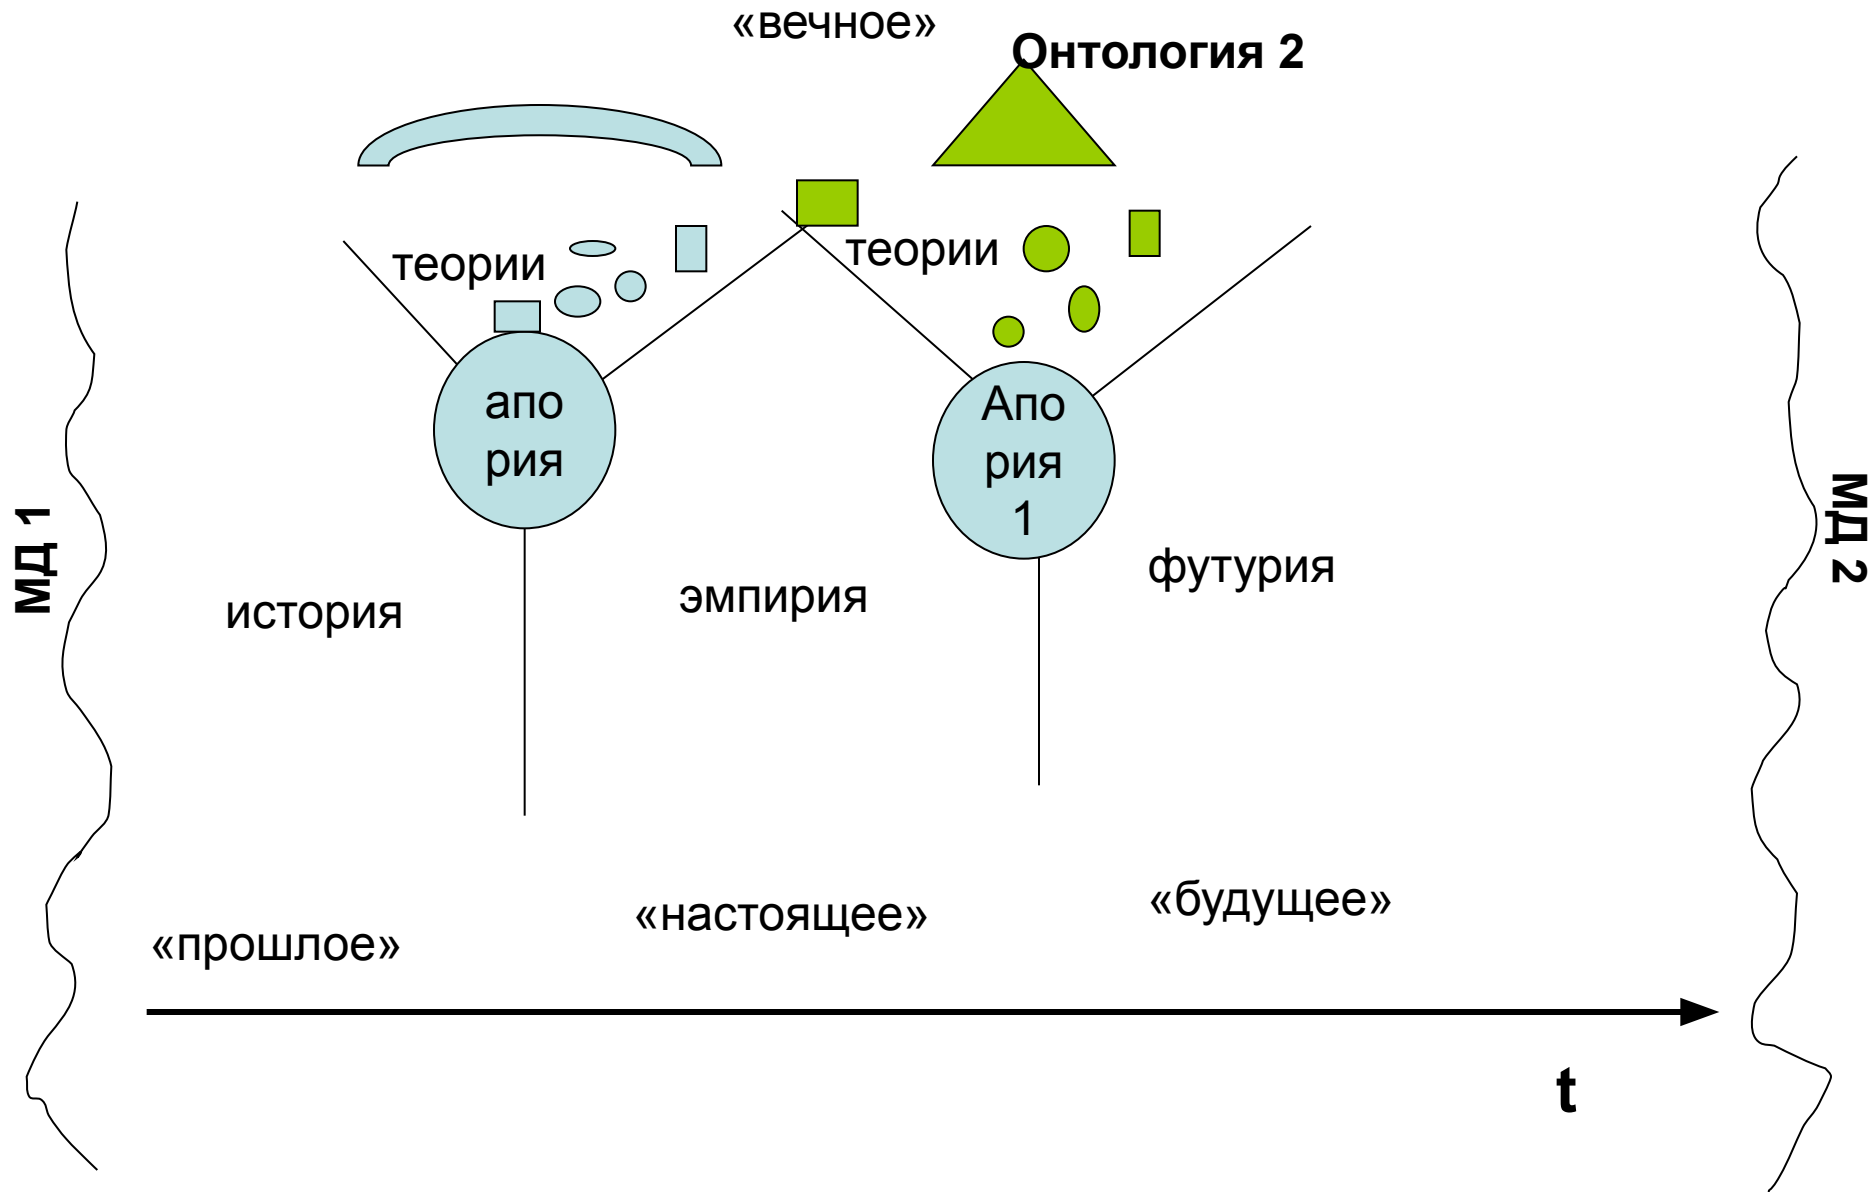 «вечное»
Онтология 2
теории
теории
апо
рия
Апо
рия
1
МД 1
МД 2
история
эмпирия
футурия
«прошлое»
«настоящее»
«будущее»
t